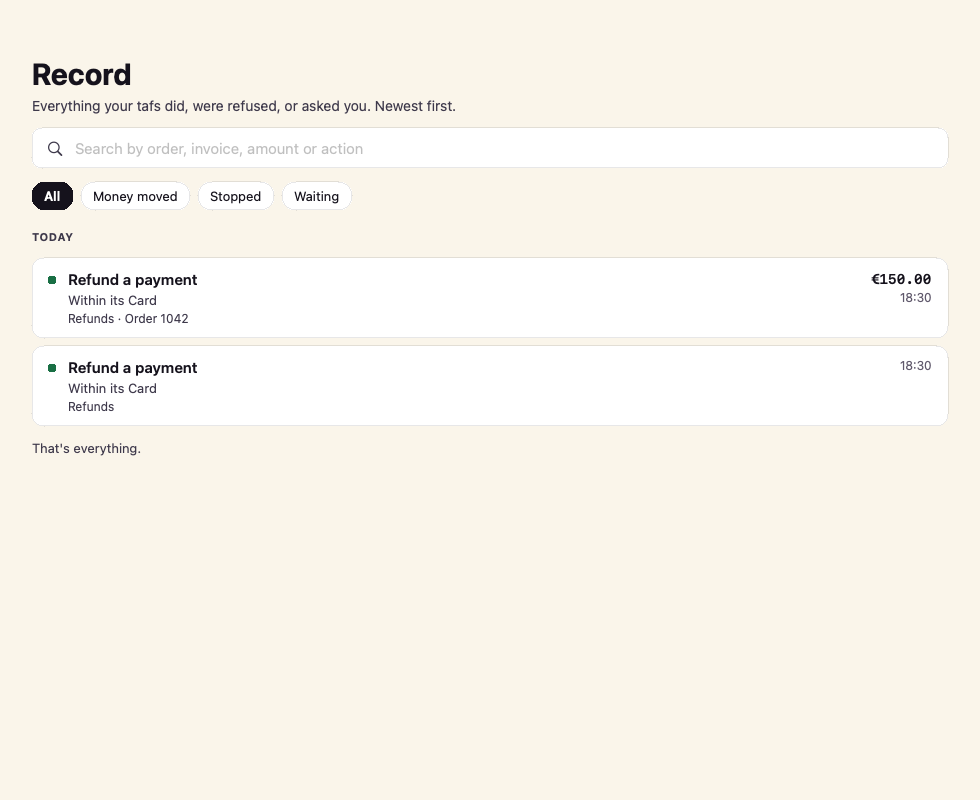 Record
Everything your tafs did, were refused, or asked you. Newest first.
Search by order, invoice, amount or action
All
Money moved
Stopped
Waiting
TODAY
Refund a payment
€150.00
Within its Card
18:30
Refunds · Order 1042
Refund a payment
18:30
Within its Card
Refunds
That's everything.